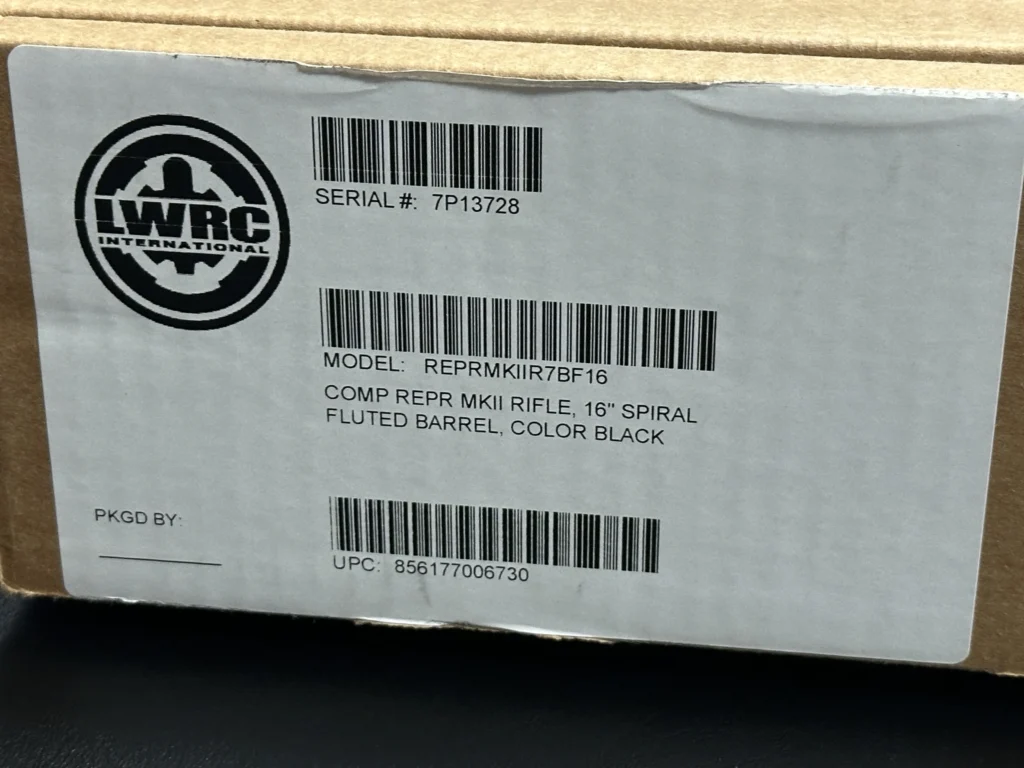 LWRC
INTERNATIONAL
SERIAL #: 7P13728
MODEL: REPRMKIIR7BF16
COMP REPR MKII RIFLE, 16" SPIRAL
FLUTED BARREL, COLOR BLACK
PKGD BY:
UPC: 856177006730